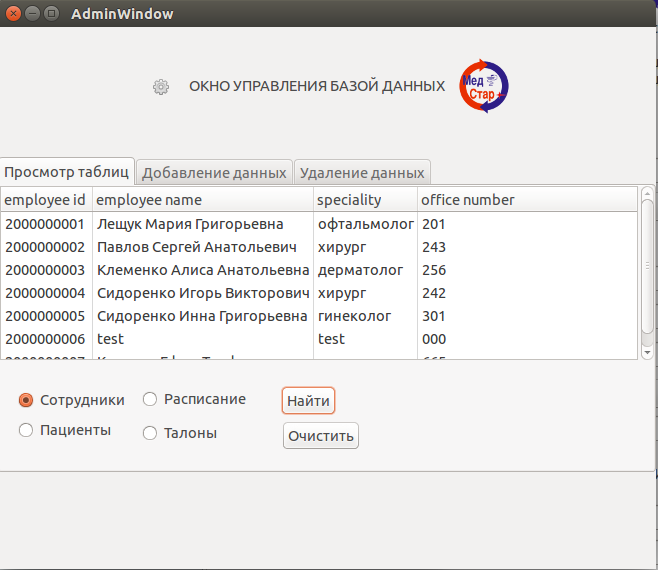 AdminWindow
ОКНО УПРАВЛЕНИЯ БАЗОЙ ДАННЫХ
Мед
Стар
Просмотр таблиц Добавление данных Удаление данных
employee id employee name speciality office number
2000000001 Лещук Мария Григорьевна офтальмолог 201
2000000002 Павлов Сергей Анатольевич хирург 243
2000000003 Клеменко Алиса Анатольевна дерматолог 256
2000000004 Сидоренко Игорь Викторович хирург 242
2000000005 Сидоренко Инна Григорьевна гинеколог 301
2000000006 test test 000
Сотрудники Расписание Найти
Пациенты Талоны Очистить